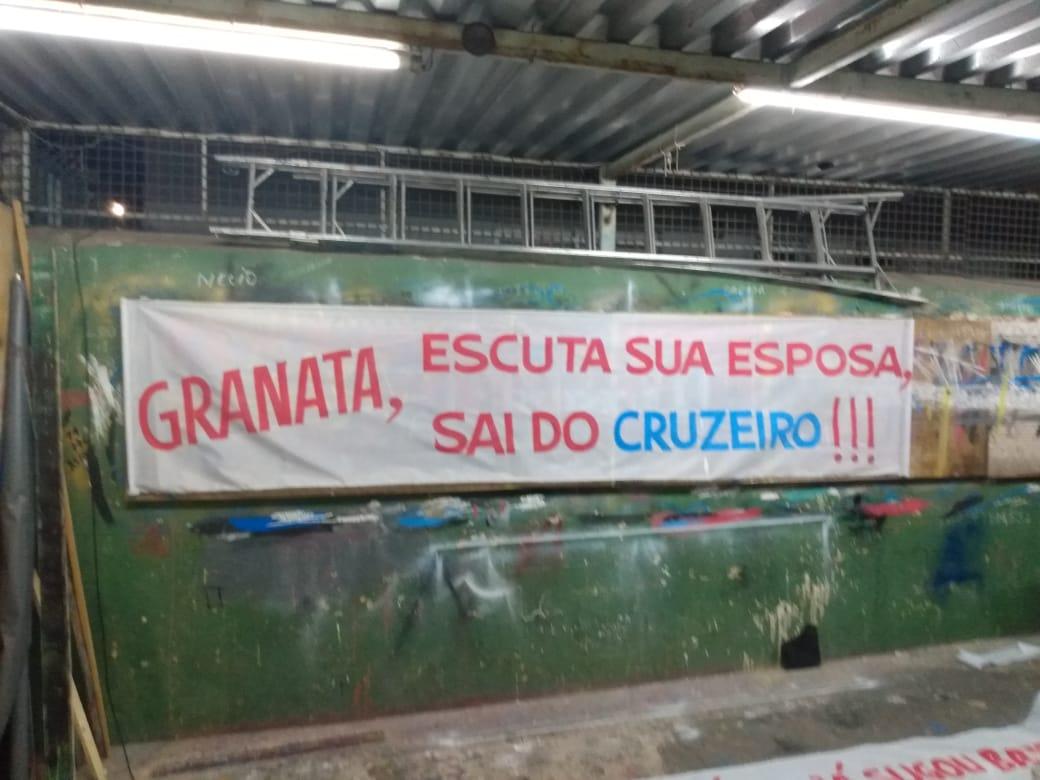 GRANATA,
ESCUTA SUA ESPOSA,
SAI DO CRUZEIRO!!!